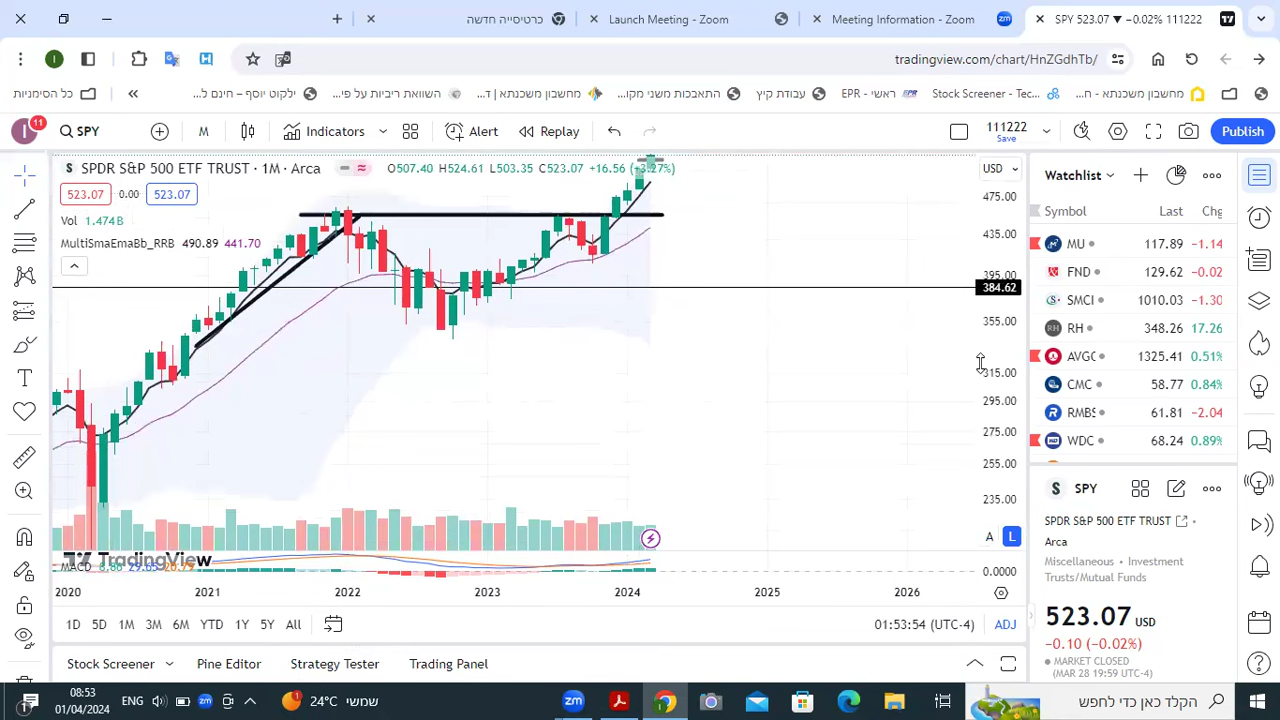 כרטיסייה חדשה
Launch Meeting - Zoom
Meeting Information - Zoom
SPY 523.07 ▼ −0.02% 111222
tradingview.com/chart/HnZGdhTb/
כל הסימניות
ילקוט יוסף – חינם ל...
השוואת ריביות על פי...
מחשבון משכנתא | ד...
התאבכות משני מקו...
עבודת קיץ
EPR - ראשי
Stock Screener - Tec...
מחשבון משכנתא - ח...
11
SPY
M
Indicators
Alert
Replay
111222
Save
Publish
SPDR S&P 500 ETF TRUST · 1M · Arca
O507.40 H524.61 L503.35 C523.07 +16.56 (+3.27%)
USD
523.07 0.00 523.07
Vol 1.474 B
MultiSmaEmaBb_RRB 490.89 441.70
475.00
435.00
395.00
384.62
355.00
315.00
295.00
275.00
255.00
235.00
A L
TradingView
MACD
0.0000
2020 2021 2022 2023 2024 2025 2026
1D 5D 1M 3M 6M YTD 1Y 5Y All
01:53:54 (UTC-4)
ADJ
Stock Screener
Pine Editor
Strategy Tester
Trading Panel
Watchlist
Symbol Last Chg
MU 117.89 −1.14
FND 129.62 −0.02
SMCI 1010.03 −1.30
RH RH 348.26 17.26
AVGO 1325.41 0.51%
CMC 58.77 0.84%
RMBS 61.81 −2.04
WDC 68.24 0.89%
S SPY
SPDR S&P 500 ETF TRUST
Arca
Miscellaneous • Investment
Trusts/Mutual Funds
523.07 USD
−0.10 (−0.02%)
MARKET CLOSED
(MAR 28 19:59 UTC-4)
08:53
01/04/2024
ENG
24°C שמשי
הקלד כאן כדי לחפש